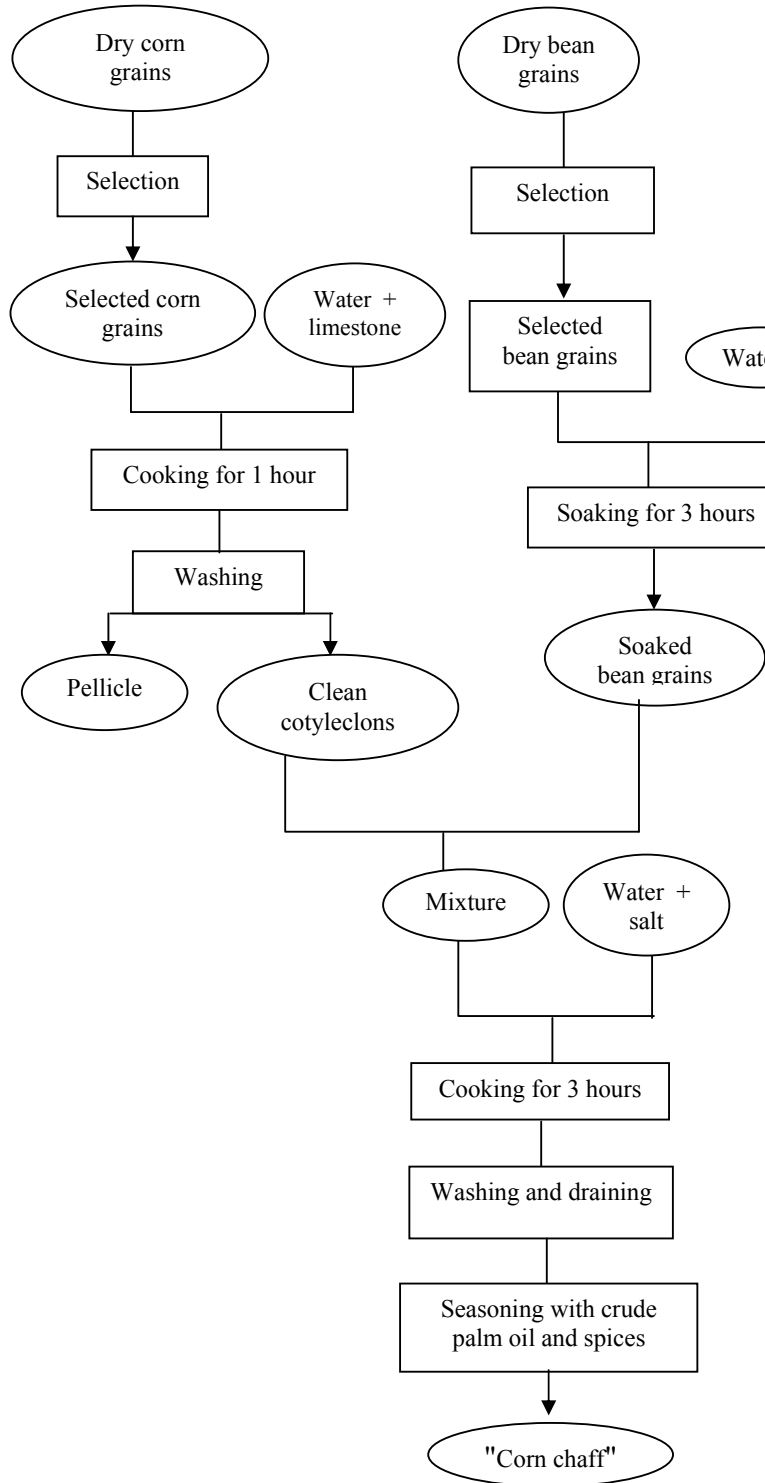 Dry corn
grains
Dry bean
grains
Selection
Selection
Selected corn
grains
Water +
limestone
Selected
bean grains
Wate
Cooking for 1 hour
Soaking for 3 hours
Washing
Pellicle
Clean
cotyleclons
Soaked
bean grains
Mixture
Water +
salt
Cooking for 3 hours
Washing and draining
Seasoning with crude
palm oil and spices
"Corn chaff"